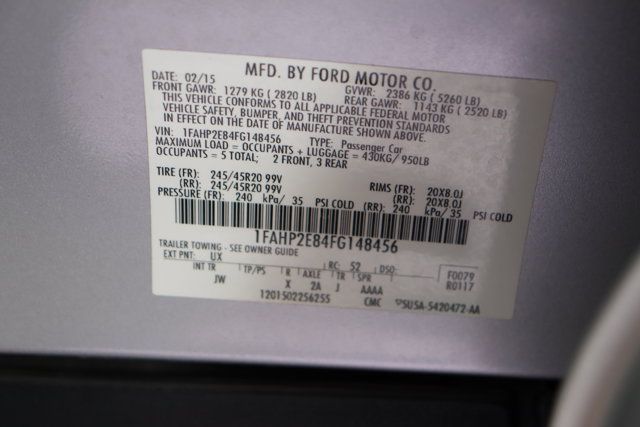 MFD. BY FORD MOTOR CO.
DATE: 02/15 GVWR: 2386 KG ( 5260 LB)
FRONT GAWR: 1279 KG ( 2820 LB) REAR GAWR: 1143 KG ( 2520 LB)
THIS VEHICLE CONFORMS TO ALL APPLICABLE FEDERAL MOTOR
VEHICLE SAFETY, BUMPER, AND THEFT PREVENTION STANDARDS
IN EFFECT ON THE DATE OF MANUFACTURE SHOWN ABOVE.
VIN: 1FAHP2E84FG148456 TYPE: Passenger Car
MAXIMUM LOAD = OCCUPANTS + LUGGAGE = 430KG/950LB
OCCUPANTS = 5 TOTAL; 2 FRONT, 3 REAR
TIRE (FR): 245/45R20 99V RIMS (FR): 20X8.0J
(RR): 245/45R20 99V (RR): 20X8.0J
PRESSURE (FR): 240 kPa/ 35 PSI COLD (RR): 240 kPa/ 35 PSI COLD
1FAHP2E84FG148456
TRAILER TOWING - SEE OWNER GUIDE
EXT PNT: UX RC: 52 DSO: F0079
INT TR TP/PS R AXLE TR SPR R0117
JW X 2A J AAAA
1201502256255 CMC SU5A-5420472-AA